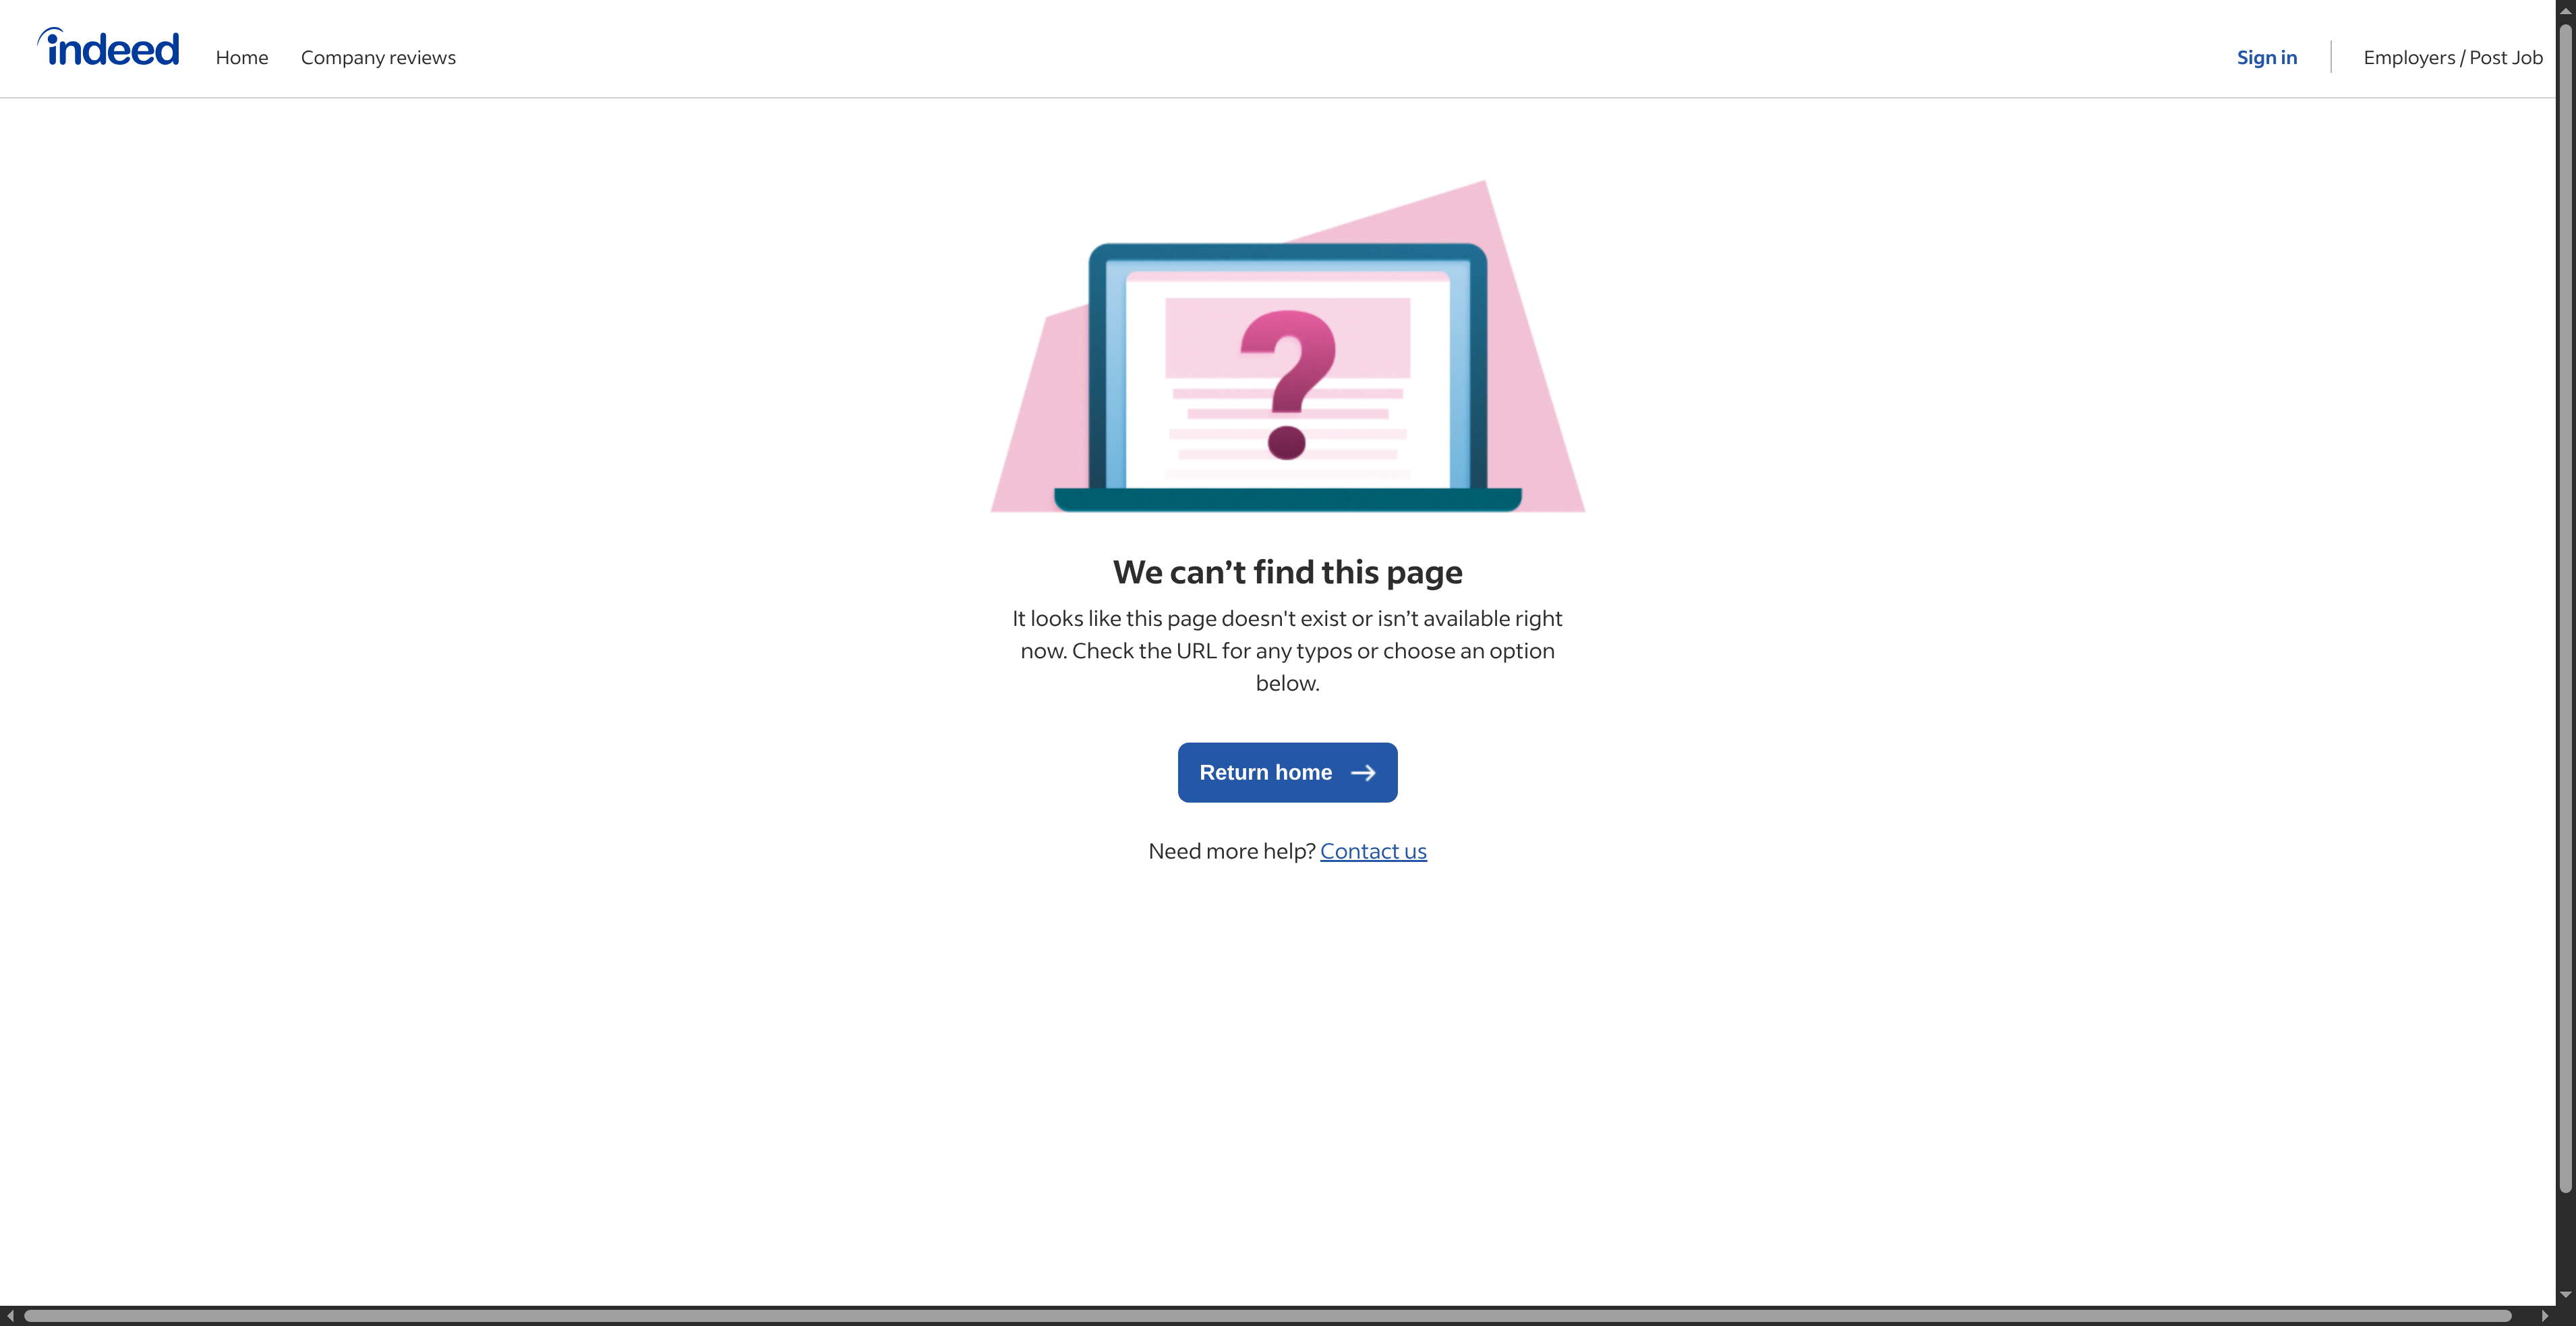 indeed
Home
Company reviews
Sign in
Employers / Post Job
?
We can’t find this page
It looks like this page doesn't exist or isn’t available right
now. Check the URL for any typos or choose an option
below.
Return home
Need more help? Contact us